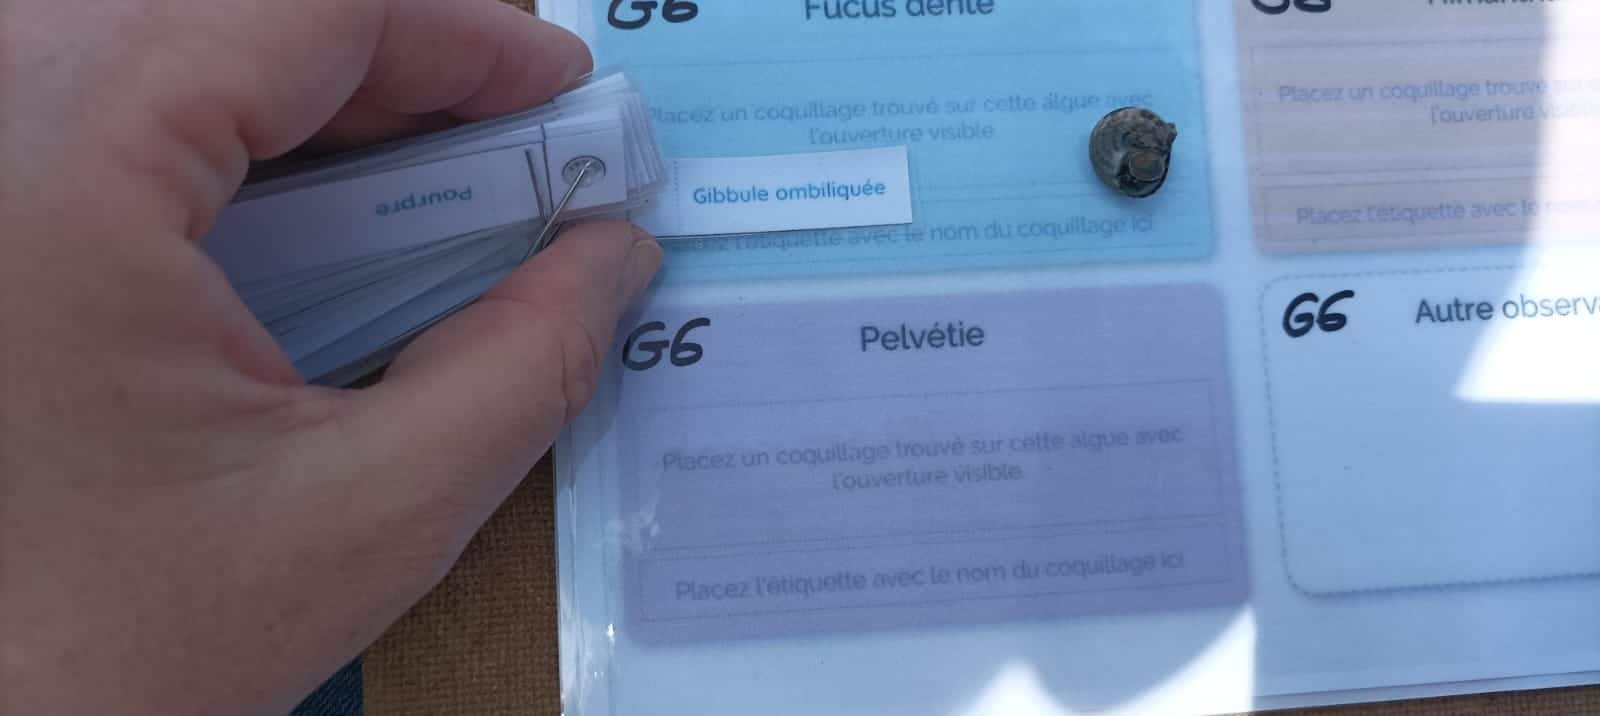 G6 Fucus denté
Placez un coquillage trouvé sur cette algue avec
l'ouverture visible
Gibbule ombiliquée
l'étiquette avec le nom du coquillage ici
Pourpre
Placez un coquillage trouvé
l'ouverture
Placez l'étiquette avec le
G6 Pelvétie
Placez un coquillage trouvé sur cette algue avec
l'ouverture visible
Placez l'étiquette avec le nom du coquillage ici
G6 Autre observ